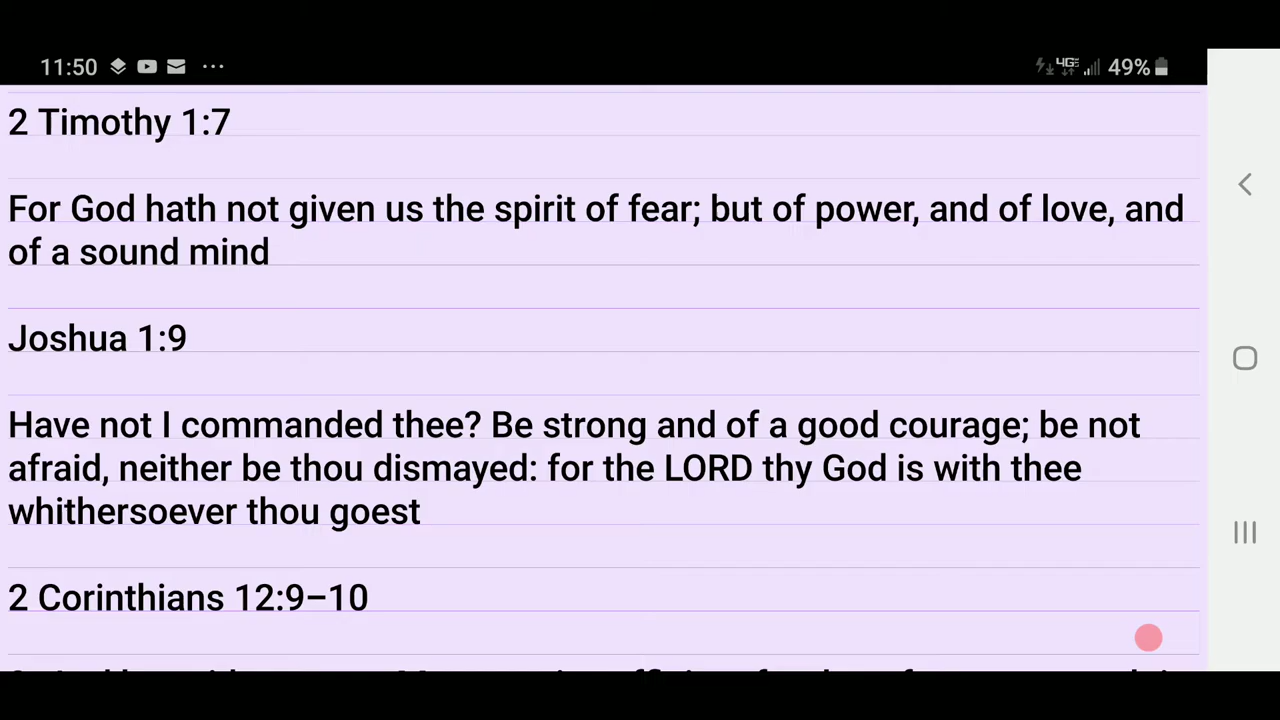 11:50
4GE
49%
2 Timothy 1:7
For God hath not given us the spirit of fear; but of power, and of love, and
of a sound mind
Joshua 1:9
Have not I commanded thee? Be strong and of a good courage; be not
afraid, neither be thou dismayed: for the LORD thy God is with thee
whithersoever thou goest
2 Corinthians 12:9–10